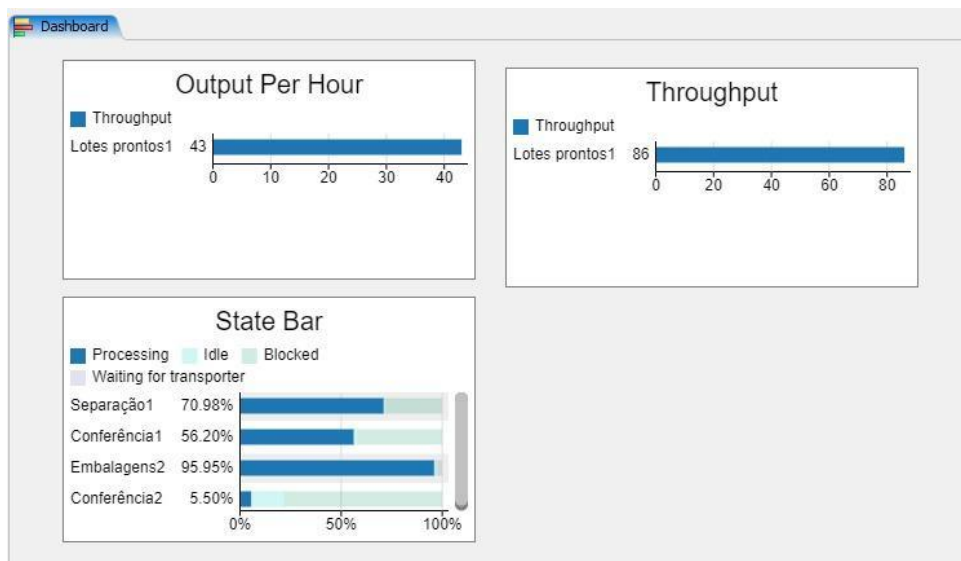 Dashboard
Output Per Hour
Throughput
Lotes prontos1 43
0 10 20 30 40
Throughput
Throughput
Lotes prontos1 86
0 20 40 60 80
State Bar
Processing Idle Blocked
Waiting for transporter
Separação1 70.98%
Conferência1 56.20%
Embalagens2 95.95%
Conferência2 5.50%
0% 50% 100%